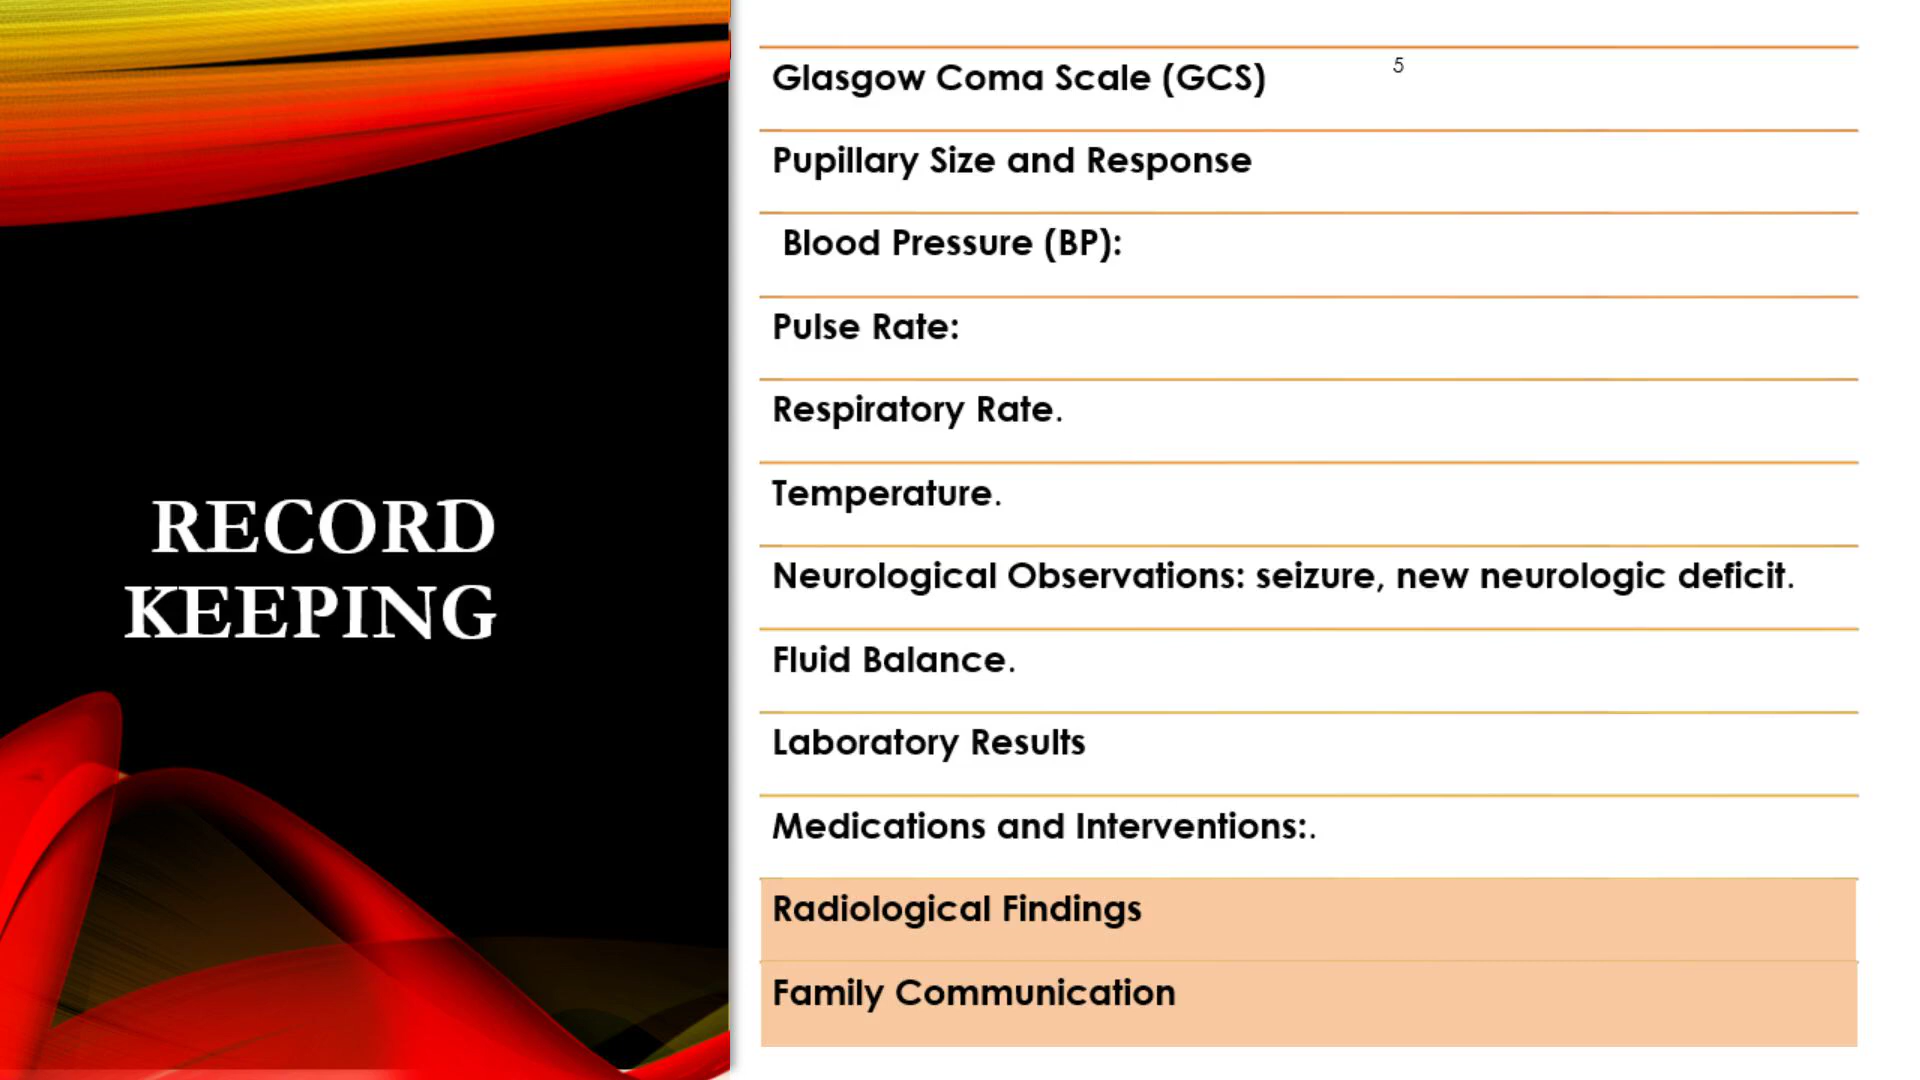 RECORD
KEEPING
5
Glasgow Coma Scale (GCS)
Pupillary Size and Response
Blood Pressure (BP):
Pulse Rate:
Respiratory Rate.
Temperature.
Neurological Observations: seizure, new neurologic deficit.
Fluid Balance.
Laboratory Results
Medications and Interventions:.
Radiological Findings
Family Communication